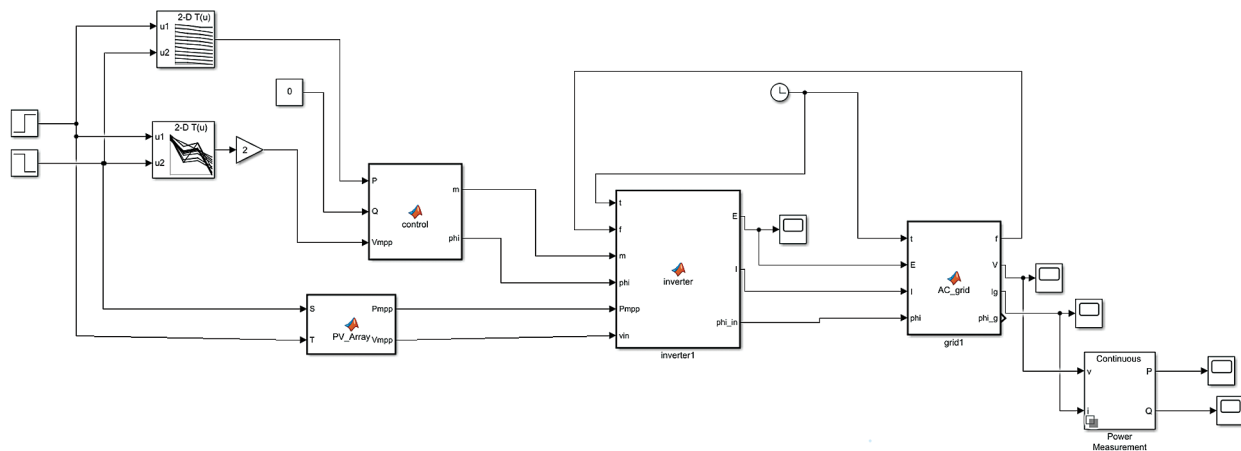 2-D T(u)
u1
u2
0
2-D T(u)
u1
u2
2
P
Q
Vmpp
control
m
phi
S
T
PV_Array
Pmpp
Vmpp
t
f
m
phi
Pmpp
vin
inverter
E
I
phi_in
inverter1
t
E
I
phi
AC_grid
f
V
Ig
phi_g
grid1
Continuous
v
i
P
Q
Power
Measurement